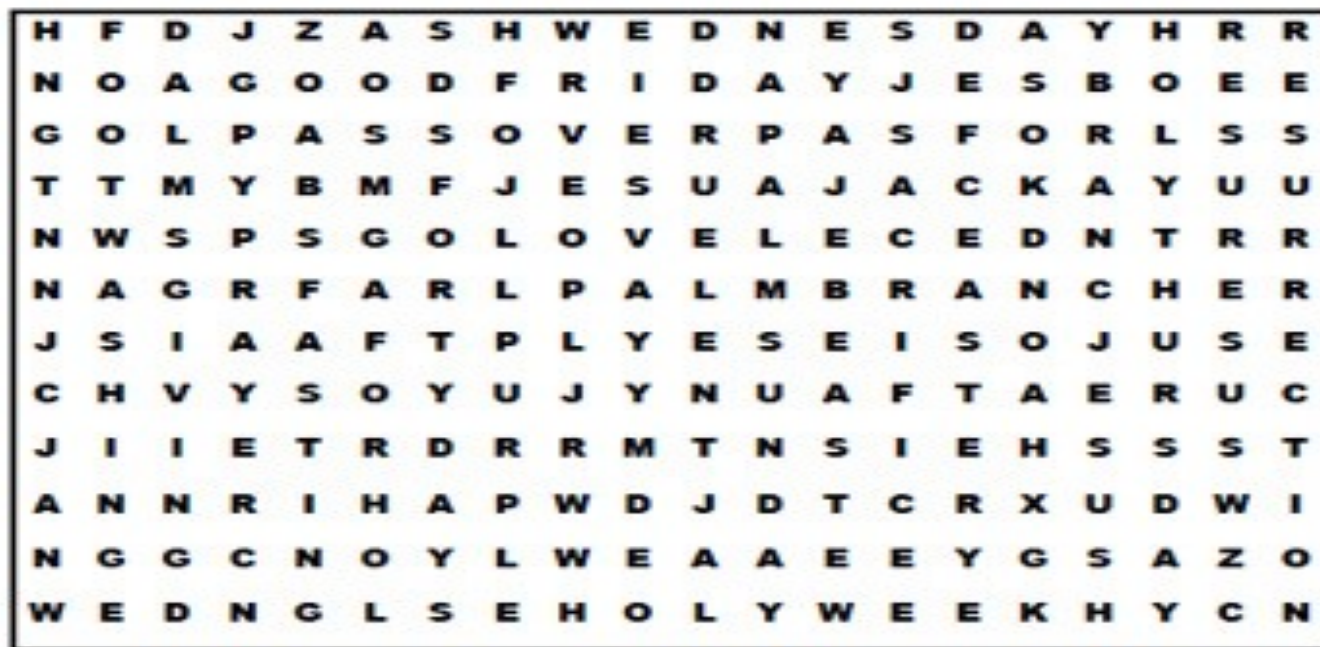 H F D J Z A S H W E D N E S D A Y H R R
N O A G O O D F R I D A Y J E S B O E E
G O L P A S S O V E R P A S F O R L S S
T T M Y B M F J E S U A J A C K A Y U U
N W S P S G O L O V E L E C E D N T R R
N A G R F A R L P A L M B R A N C H E R
J S I A A F T P L Y E S E I S O J U S E
C H V Y S O Y U J Y N U A F T A E R U C
J I I E T R D R R M T N S I E H S S S T
A N N R I H A P W D J D T C R X U D W I
N G G C N O Y L W E A A E E Y G S A Z O
W E D N G L S E H O L Y W E E K H Y C N